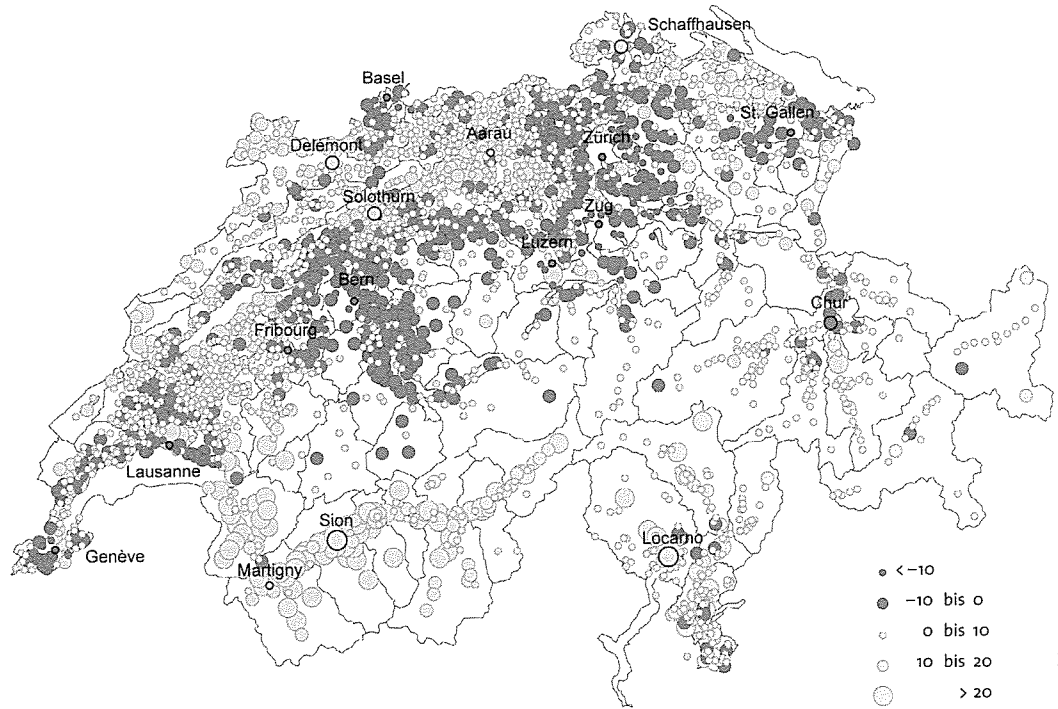 Schaffhausen
Basel
St. Gallen
Aarau
Zürich
Delémont
Solothurn
Zug
Luzern
Bern
Chur
Fribourg
Lausanne
Sion
Locarno
Genève
Martigny
< –10
–10 bis 0
0 bis 10
10 bis 20
> 20